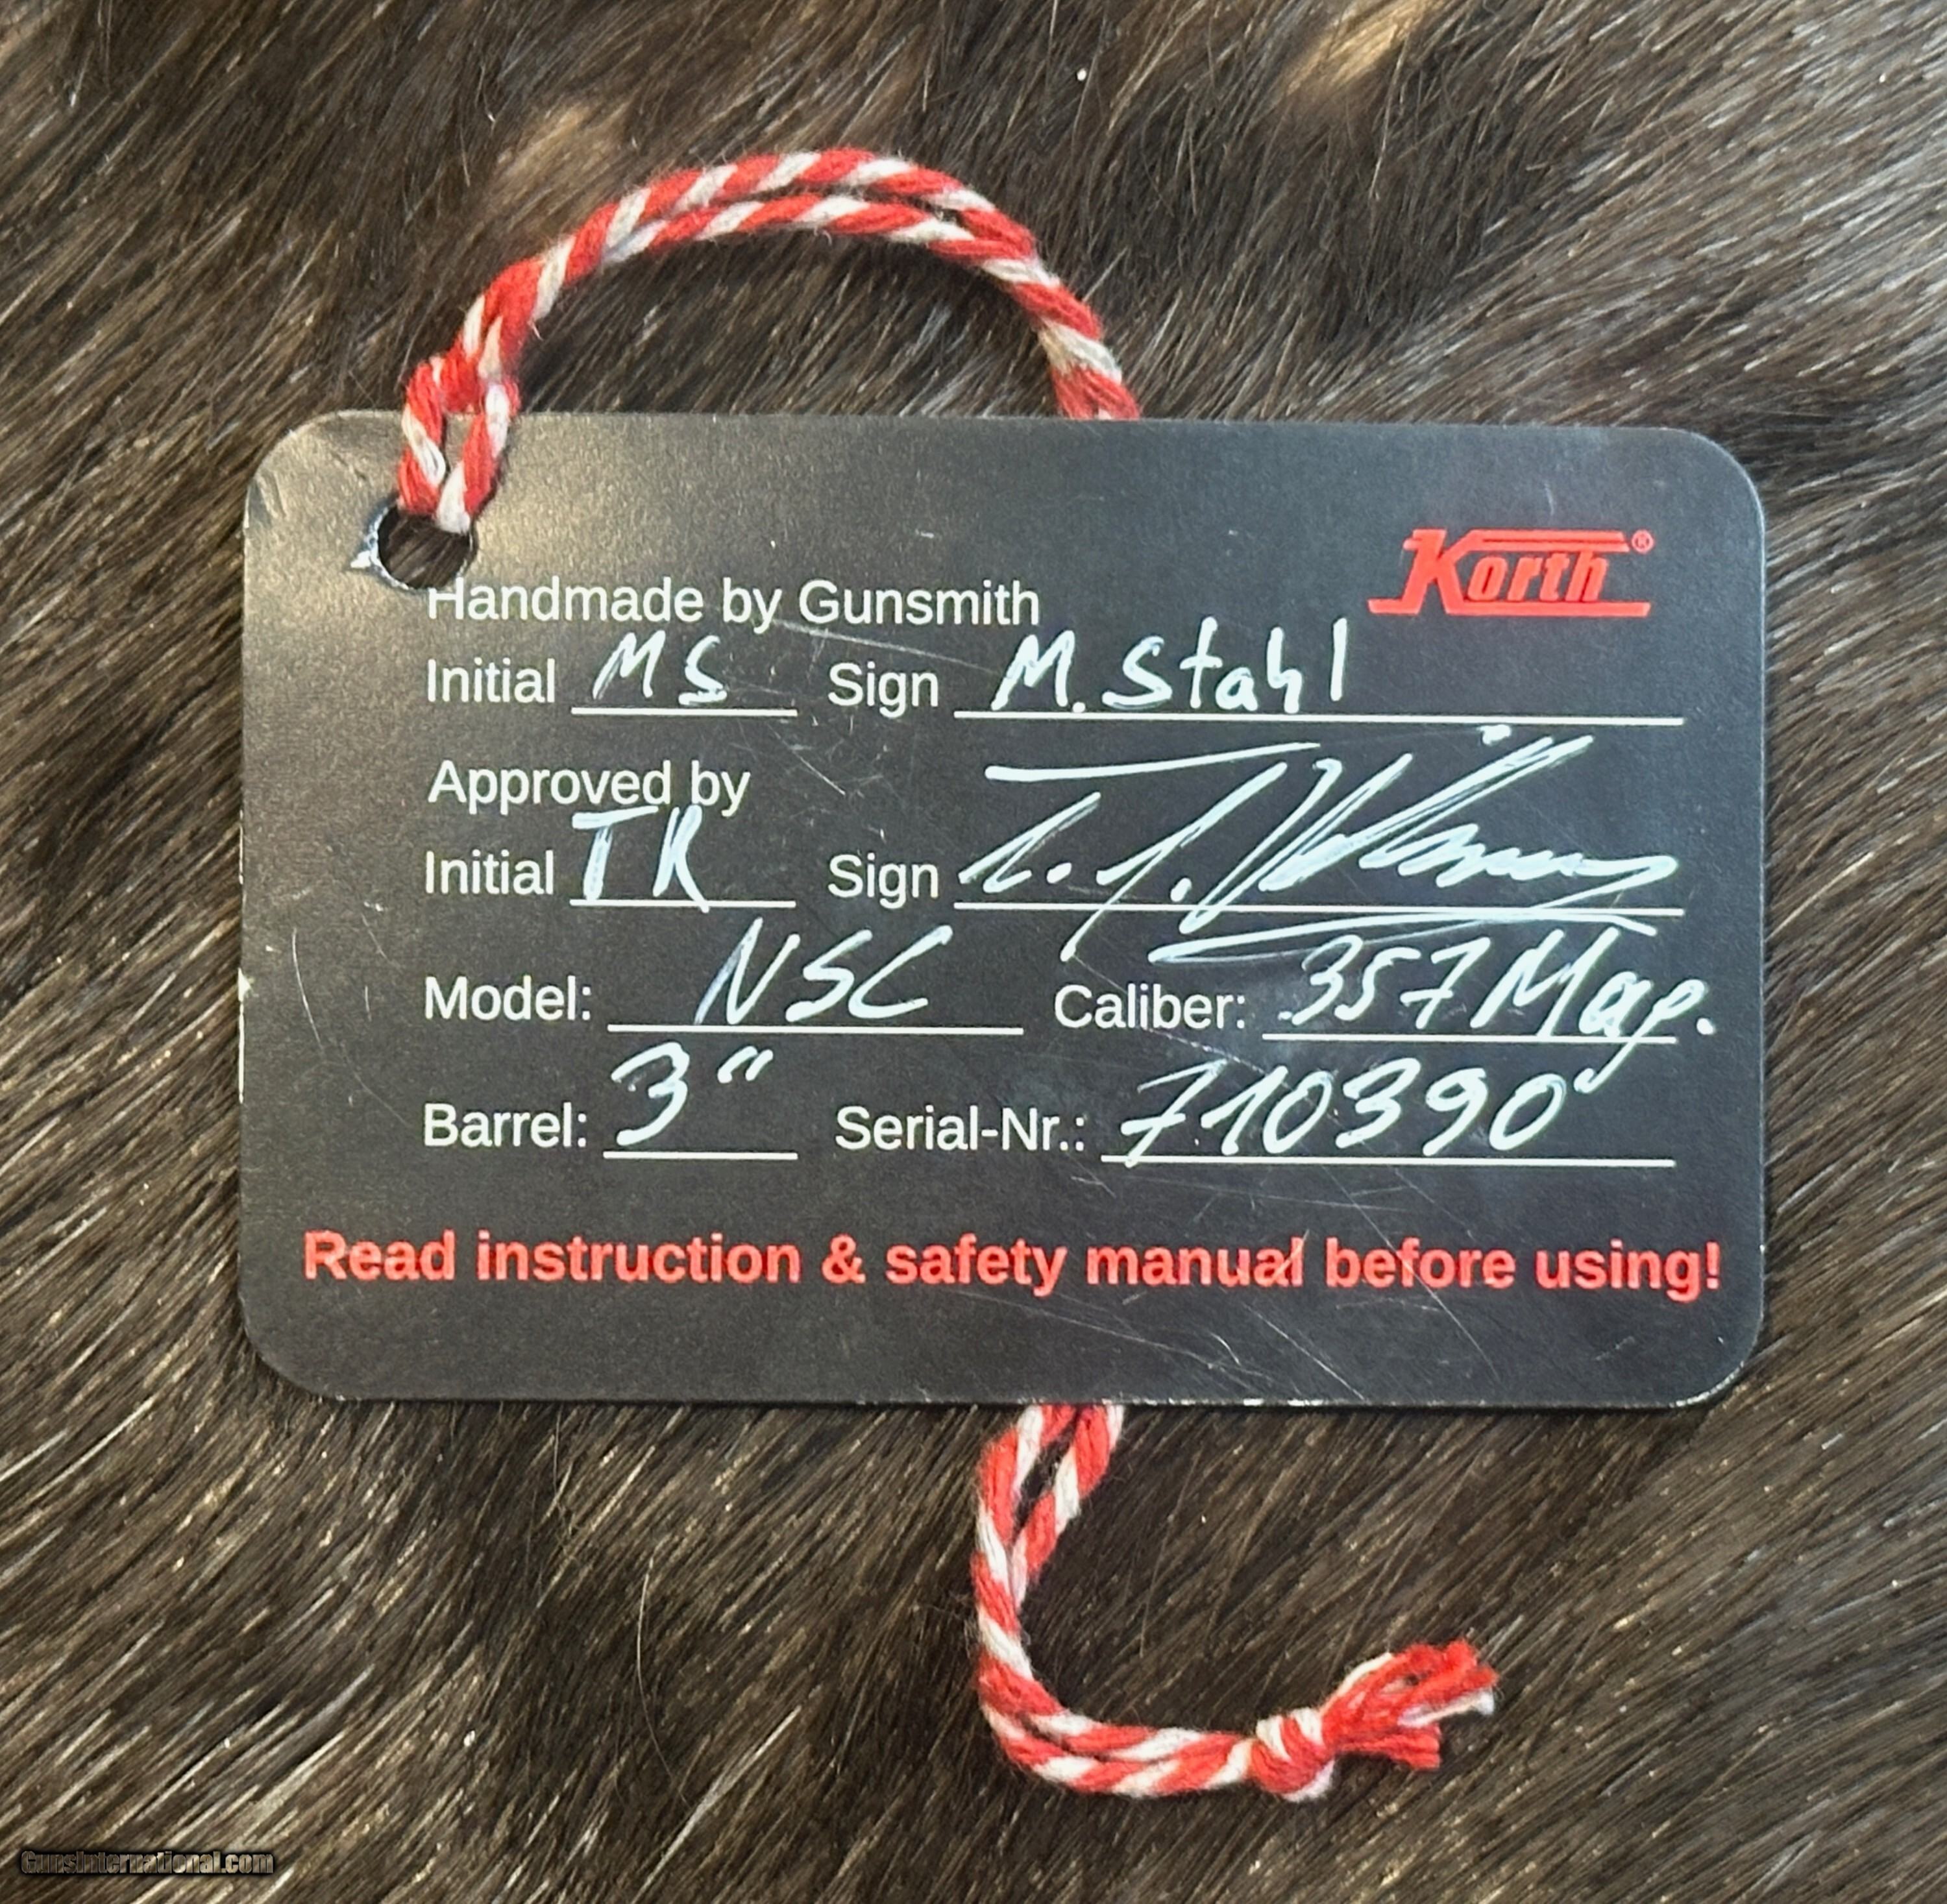 Korth®
Handmade by Gunsmith
Initial MS Sign M. Stahl
Approved by
Initial TR Sign
Model: NSC Caliber: .357 Mag.
Barrel: 3" Serial-Nr.: 710390
Read instruction & safety manual before using!
GunsInternational.com